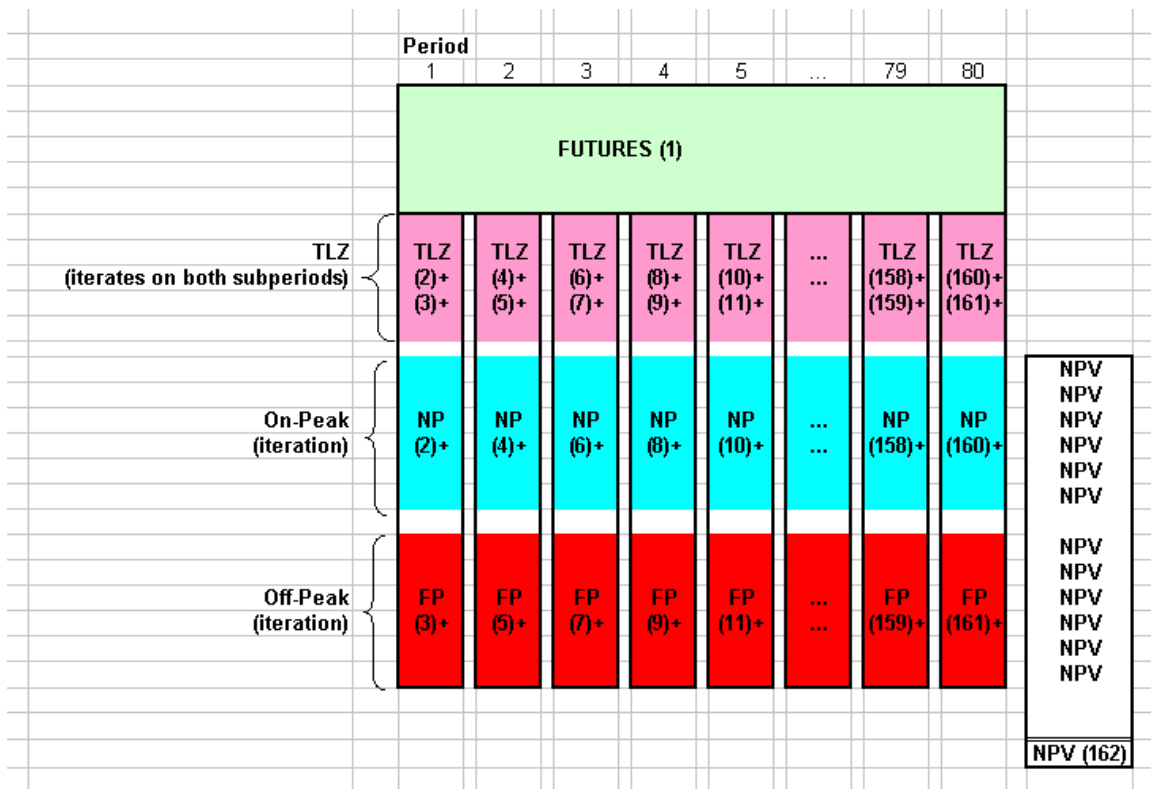 Period
1 2 3 4 5 ... 79 80
FUTURES (1)
TLZ
(iterates on both subperiods)
TLZ TLZ TLZ TLZ TLZ ... TLZ TLZ
(2)+ (4)+ (6)+ (8)+ (10)+ ... (158)+ (160)+
(3)+ (5)+ (7)+ (9)+ (11)+ (159)+ (161)+
On-Peak
(iteration)
NP NP NP NP NP ... NP NP
(2)+ (4)+ (6)+ (8)+ (10)+ ... (158)+ (160)+
Off-Peak
(iteration)
FP FP FP FP FP ... FP FP
(3)+ (5)+ (7)+ (9)+ (11)+ ... (159)+ (161)+
NPV
NPV
NPV
NPV
NPV
NPV
NPV
NPV
NPV
NPV
NPV
NPV
NPV (162)